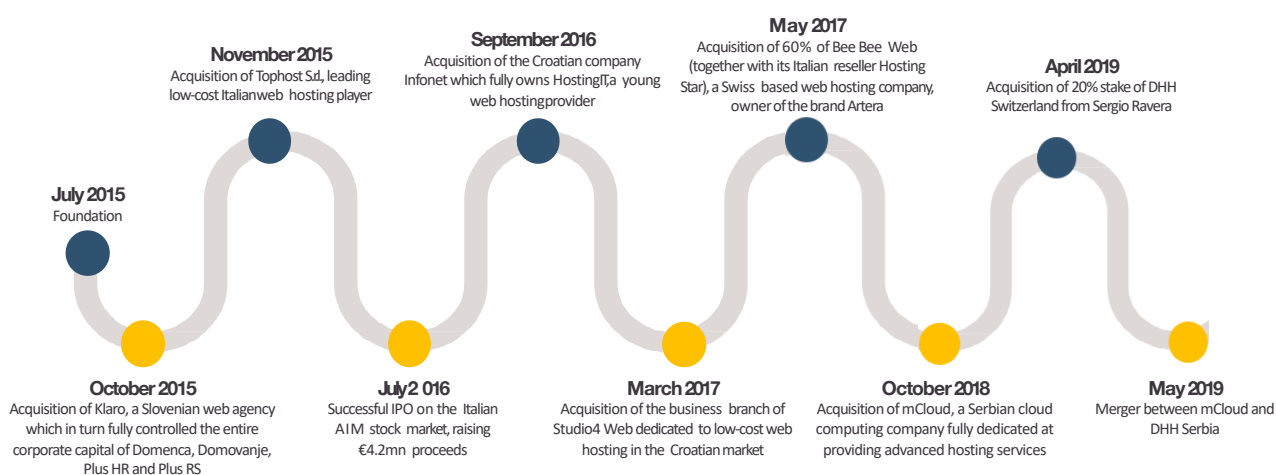 July 2015
Foundation
October 2015
Acquisition of Klaro, a Slovenian web agency
which in turn fully controlled the entire
corporate capital of Domenca, Domovanje,
Plus HR and Plus RS
November 2015
Acquisition of Tophost S.d., leading
low-cost Italianweb hosting player
July2 016
Successful IPO on the Italian
AIM stock market, raising
€4.2mn proceeds
September 2016
Acquisition of the Croatian company
Infonet which fully owns HostingIT,a young
web hostingprovider
March 2017
Acquisition of the business branch of
Studio4 Web dedicated to low-cost web
hosting in the Croatian market
May 2017
Acquisition of 60% of Bee Bee Web
(together with its Italian reseller Hosting
Star), a Swiss based web hosting company,
owner of the brand Artera
October 2018
Acquisition of mCloud, a Serbian cloud
computing company fully dedicated at
providing advanced hosting services
April 2019
Acquisition of 20% stake of DHH
Switzerland from Sergio Ravera
May 2019
Merger between mCloud and
DHH Serbia